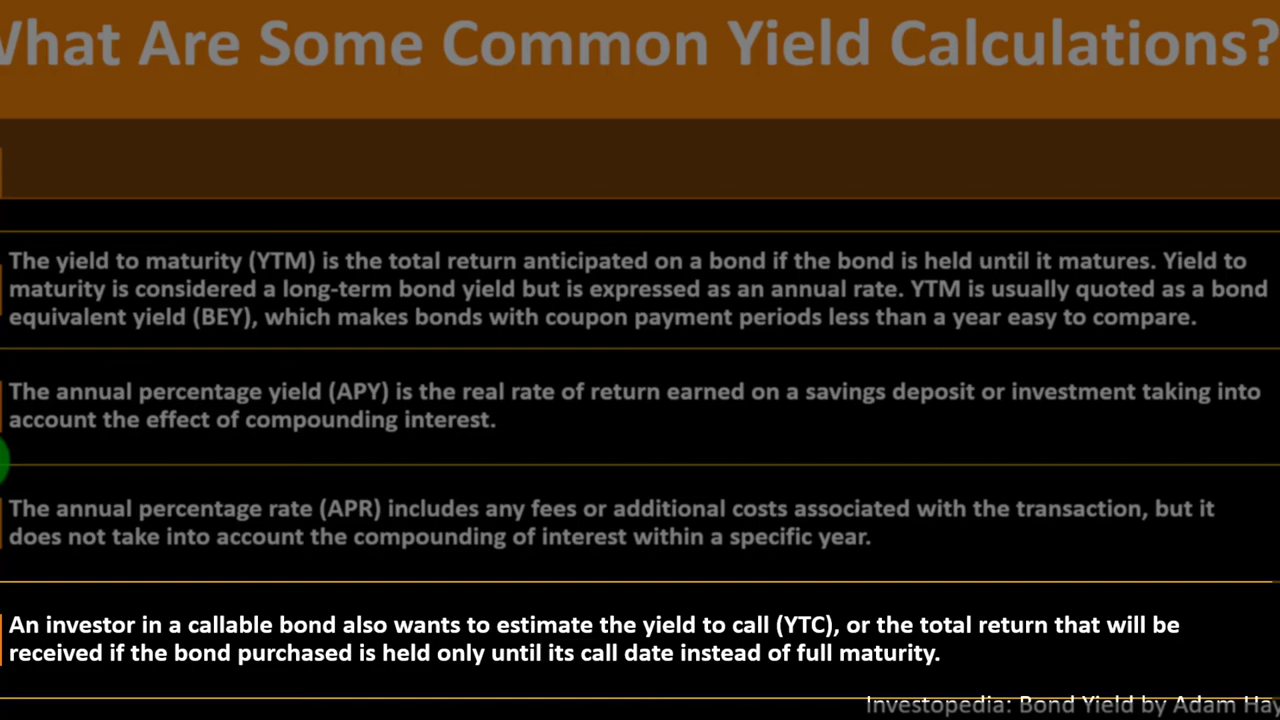 What Are Some Common Yield Calculations?
The yield to maturity (YTM) is the total return anticipated on a bond if the bond is held until it matures. Yield to
maturity is considered a long-term bond yield but is expressed as an annual rate. YTM is usually quoted as a bond
equivalent yield (BEY), which makes bonds with coupon payment periods less than a year easy to compare.
The annual percentage yield (APY) is the real rate of return earned on a savings deposit or investment taking into
account the effect of compounding interest.
The annual percentage rate (APR) includes any fees or additional costs associated with the transaction, but it
does not take into account the compounding of interest within a specific year.
An investor in a callable bond also wants to estimate the yield to call (YTC), or the total return that will be
received if the bond purchased is held only until its call date instead of full maturity.
Investopedia: Bond Yield by Adam Hay